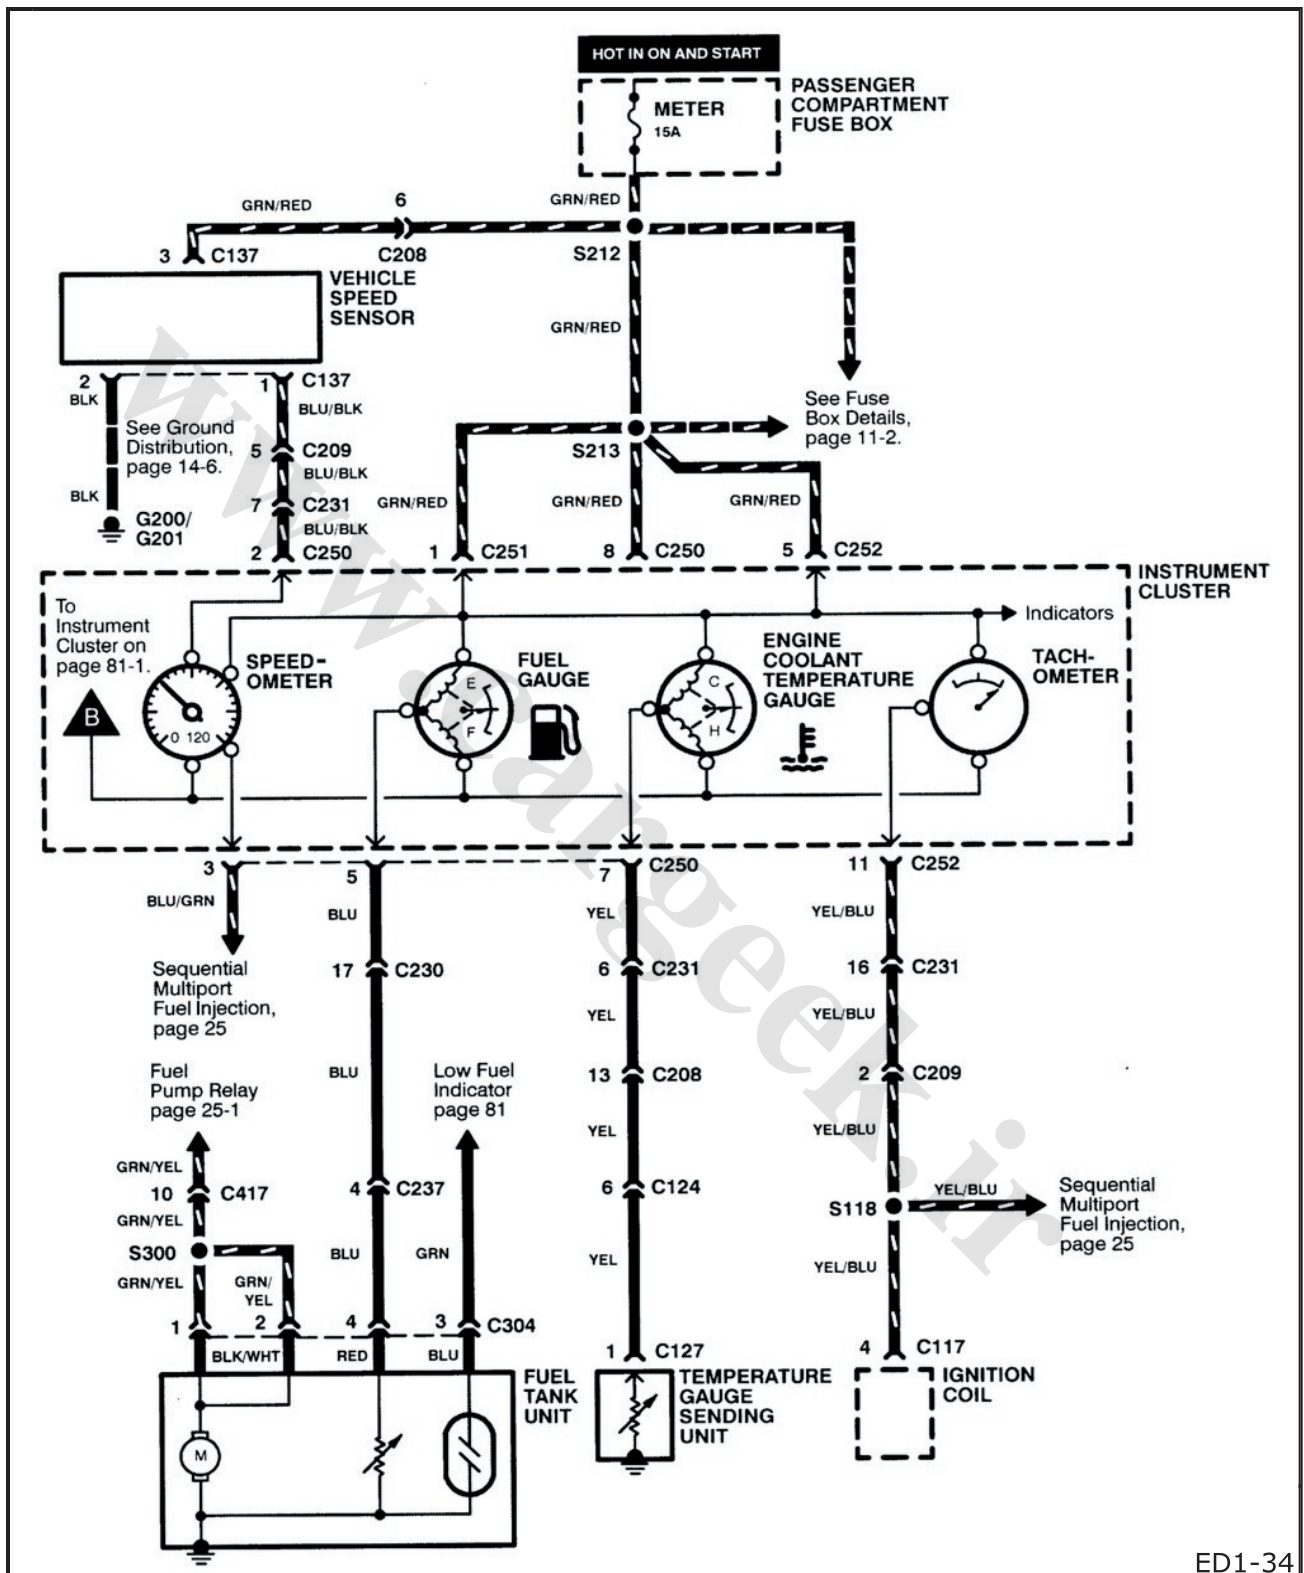 HOT IN ON AND START
METER
15A
PASSENGER
COMPARTMENT
FUSE BOX
GRN/RED
6
GRN/RED
3
C137
C208
S212
VEHICLE
SPEED
SENSOR
GRN/RED
2
BLK
1
C137
BLU/BLK
See Ground
Distribution,
page 14-6.
5
C209
BLU/BLK
S213
See Fuse
Box Details,
page 11-2.
BLK
7
C231
BLU/BLK
GRN/RED
GRN/RED
GRN/RED
G200/
G201
2
C250
1
C251
8
C250
5
C252
INSTRUMENT
CLUSTER
To
Instrument
Cluster on
page 81-1.
B
SPEED-
OMETER
0 120
FUEL
GAUGE
E
F
ENGINE
COOLANT
TEMPERATURE
GAUGE
C
H
Indicators
TACH-
OMETER
3
5
7
C250
11
C252
BLU/GRN
BLU
YEL
YEL/BLU
Sequential
Multiport
Fuel Injection,
page 25
17
C230
6
C231
16
C231
YEL
YEL/BLU
Fuel
Pump Relay
page 25-1
BLU
Low Fuel
Indicator
page 81
13
C208
2
C209
YEL
YEL/BLU
GRN/YEL
10
C417
4
C237
6
C124
GRN/YEL
S118
YEL/BLU
Sequential
Multiport
Fuel Injection,
page 25
S300
BLU
GRN
YEL
YEL/BLU
GRN/YEL
GRN/
YEL
1
2
4
3
C304
1
C127
4
C117
BLK/WHT
RED
BLU
FUEL
TANK
UNIT
M
TEMPERATURE
GAUGE
SENDING
UNIT
IGNITION
COIL
www.cargeek.ir
ED1-34